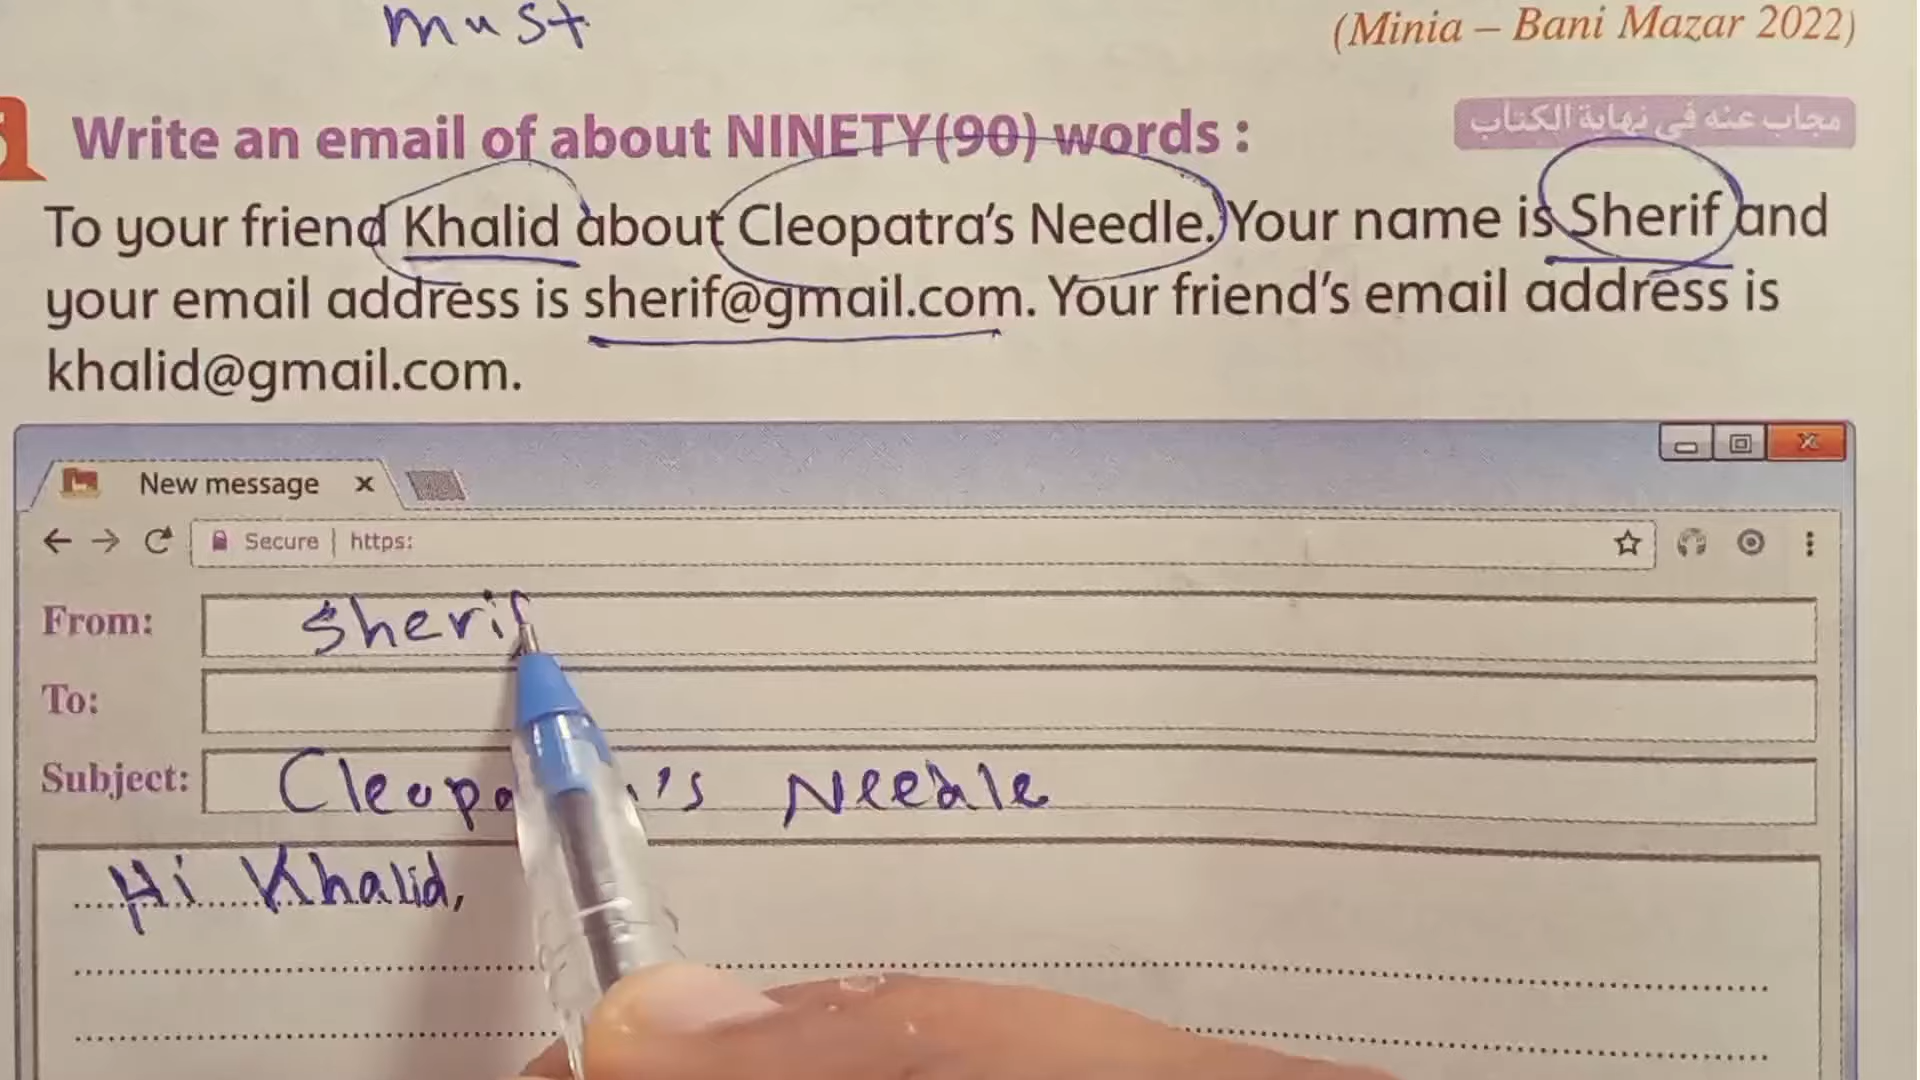 must
(Minia – Bani Mazar 2022)
Write an email of about NINETY(90) words :
مجاب عنه في نهاية الكتاب
To your friend Khalid about Cleopatra's Needle. Your name is Sherif and
your email address is sherif@gmail.com. Your friend's email address is
khalid@gmail.com.
New message x
Secure | https:
From: Sherif
To:
Subject: 's Needle
Hi Khalid,